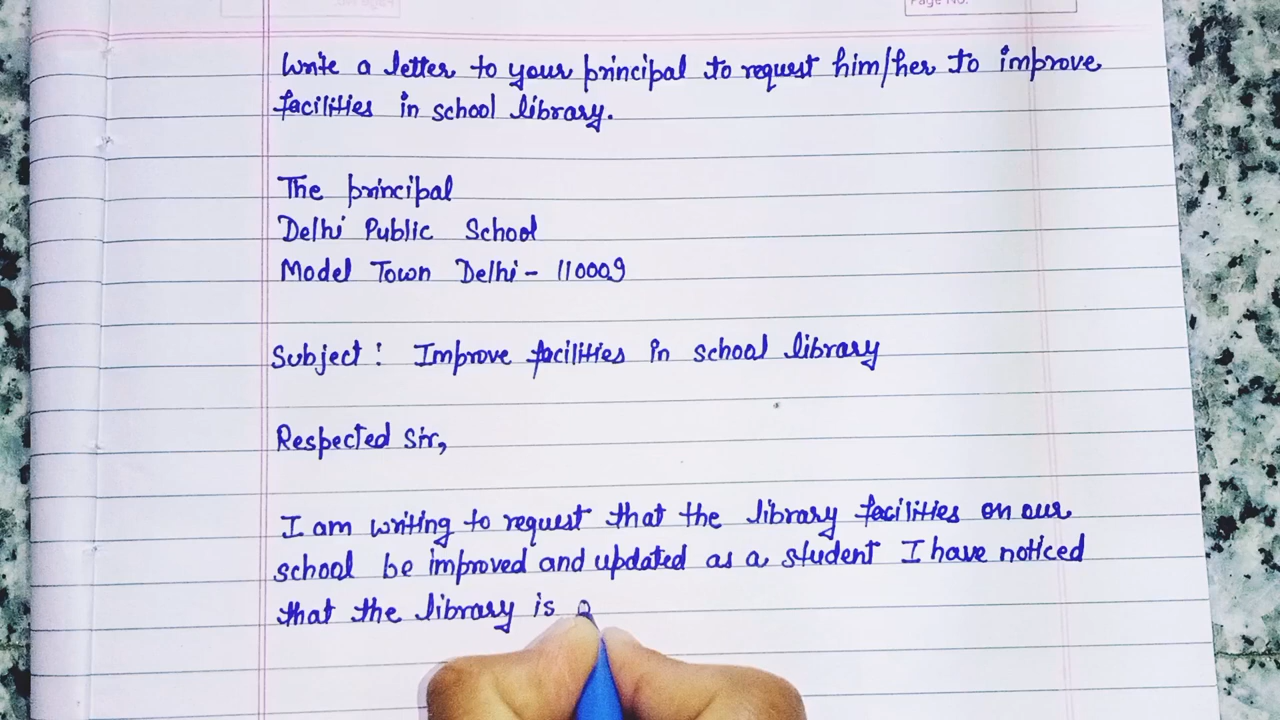 Page No.
Write a letter to your principal to request him/her to improve
facilities in school library.
The principal
Delhi Public School
Model Town Delhi - 110009
Subject : Improve facilities in school library
Respected Sir,
I am writing to request that the library facilities on our
school be improved and updated as a student I have noticed
that the library is